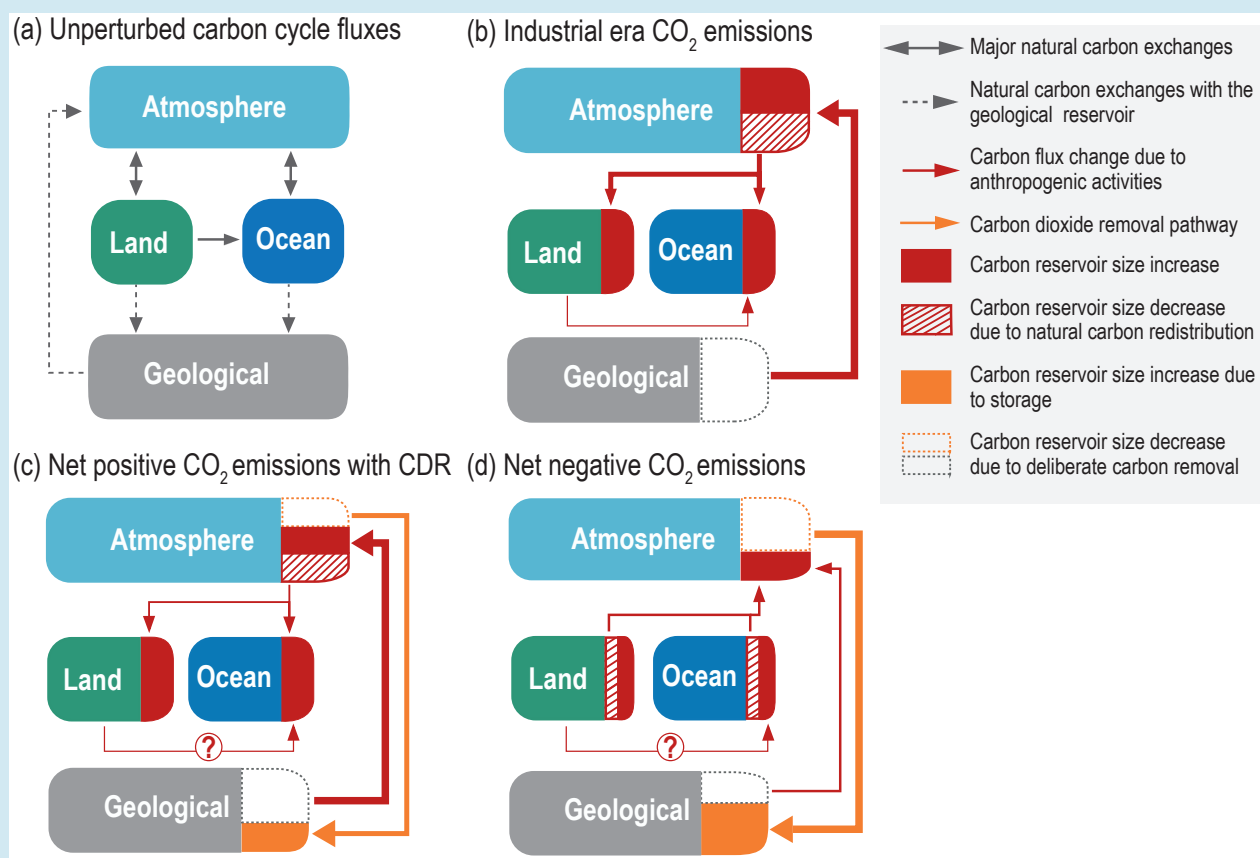 (a) Unperturbed carbon cycle fluxes
Atmosphere
Land
Ocean
Geological
(b) Industrial era CO₂ emissions
Atmosphere
Land
Ocean
Geological
Major natural carbon exchanges
Natural carbon exchanges with the
geological reservoir
Carbon flux change due to
anthropogenic activities
Carbon dioxide removal pathway
Carbon reservoir size increase
Carbon reservoir size decrease
due to natural carbon redistribution
Carbon reservoir size increase due
to storage
Carbon reservoir size decrease
due to deliberate carbon removal
(c) Net positive CO₂ emissions with CDR
Atmosphere
Land
Ocean
?
Geological
(d) Net negative CO₂ emissions
Atmosphere
Land
Ocean
?
Geological